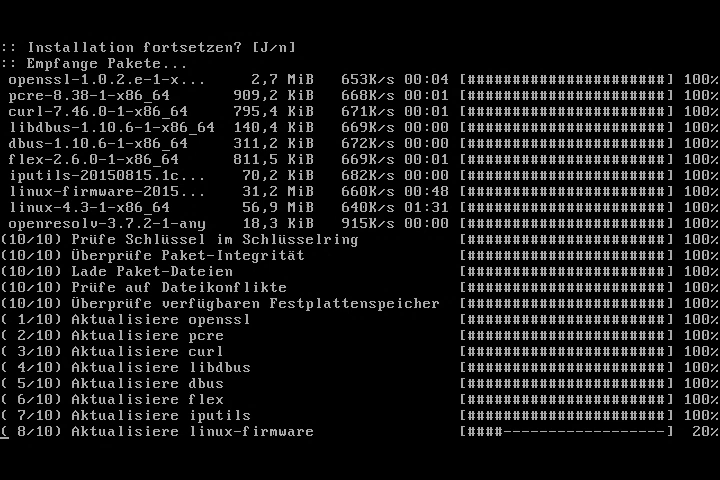 :: Installation fortsetzen? [J/n]
:: Empfange Pakete...
openssl-1.0.2.e-1-x... 2,7 MiB 653K/s 00:04 [######################] 100%
pcre-8.38-1-x86_64 909,2 KiB 668K/s 00:01 [######################] 100%
curl-7.46.0-1-x86_64 795,4 KiB 671K/s 00:01 [######################] 100%
libdbus-1.10.6-1-x86_64 140,4 KiB 669K/s 00:00 [######################] 100%
dbus-1.10.6-1-x86_64 311,2 KiB 672K/s 00:00 [######################] 100%
flex-2.6.0-1-x86_64 811,5 KiB 669K/s 00:01 [######################] 100%
iputils-20150815.1c... 70,2 KiB 682K/s 00:00 [######################] 100%
linux-firmware-2015... 31,2 MiB 660K/s 00:48 [######################] 100%
linux-4.3-1-x86_64 56,9 MiB 640K/s 01:31 [######################] 100%
openresolv-3.7.2-1-any 18,3 KiB 915K/s 00:00 [######################] 100%
(10/10) Prüfe Schlüssel im Schlüsselring [######################] 100%
(10/10) Überprüfe Paket-Integrität [######################] 100%
(10/10) Lade Paket-Dateien [######################] 100%
(10/10) Prüfe auf Dateikonflikte [######################] 100%
(10/10) Überprüfe verfügbaren Festplattenspeicher [######################] 100%
( 1/10) Aktualisiere openssl [######################] 100%
( 2/10) Aktualisiere pcre [######################] 100%
( 3/10) Aktualisiere curl [######################] 100%
( 4/10) Aktualisiere libdbus [######################] 100%
( 5/10) Aktualisiere dbus [######################] 100%
( 6/10) Aktualisiere flex [######################] 100%
( 7/10) Aktualisiere iputils [######################] 100%
( 8/10) Aktualisiere linux-firmware [####------------------] 20%